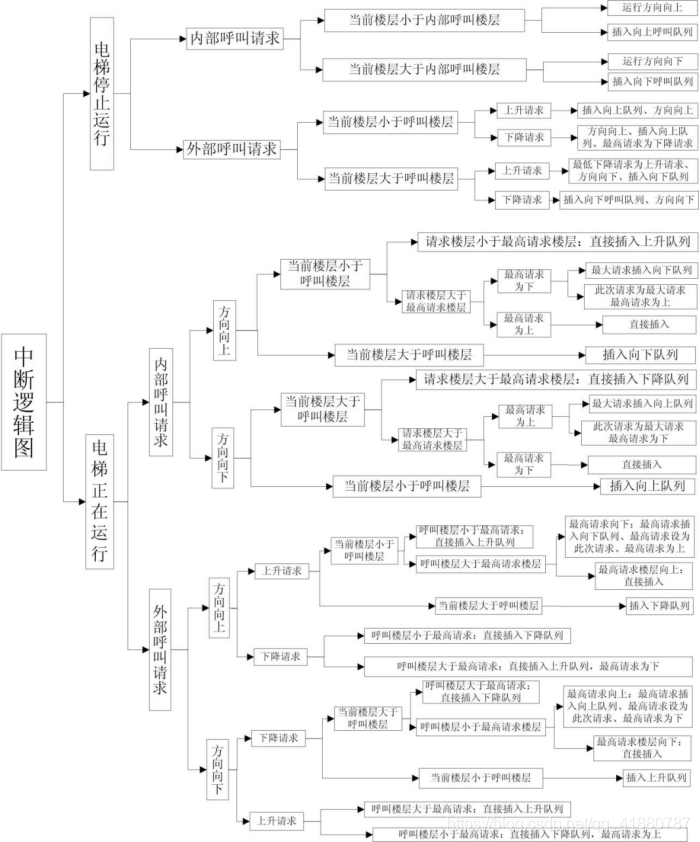 中断逻辑图
电梯停止运行
内部呼叫请求
当前楼层小于内部呼叫楼层
运行方向向上
插入向上呼叫队列
当前楼层大于内部呼叫楼层
运行方向向下
插入向下呼叫队列
外部呼叫请求
当前楼层小于呼叫楼层
上升请求
插入向上队列、方向向上
下降请求
方向向上、插入向上队
列、最高请求为下降请求
当前楼层大于呼叫楼层
上升请求
最低下降请求为上升请求、
方向向下、插入向下队列
下降请求
插入向下呼叫队列、方向向下
电梯正在运行
内部呼叫请求
方向向上
当前楼层小于
呼叫楼层
请求楼层小于最高请求楼层：直接插入上升队列
请求楼层大于
最高请求楼层
最高请求
为下
最大请求插入向下队列
此次请求为最大请求
最高请求为上
最高请求
为上
直接插入
当前楼层大于呼叫楼层
插入向下队列
方向向下
当前楼层大于
呼叫楼层
请求楼层大于最高请求楼层：直接插入下降队列
请求楼层大于
最高请求楼层
最高请求
为上
最大请求插入向上队列
此次请求为最大请求
最高请求为下
最高请求
为下
直接插入
当前楼层小于呼叫楼层
插入向上队列
外部呼叫请求
方向向上
上升请求
当前楼层小于
呼叫楼层
呼叫楼层小于最高请求：
直接插入上升队列
呼叫楼层大于最高请求楼层
最高请求向下：最高请求插
入向下队列、最高请求设为
此次请求、最高请求为上
最高请求楼层向上：
直接插入
当前楼层大于呼叫楼层
插入下降队列
下降请求
呼叫楼层小于最高请求：直接插入下降队列
呼叫楼层大于最高请求：直接插入上升队列，最高请求为下
方向向下
下降请求
当前楼层大于
呼叫楼层
呼叫楼层大于最高请求：
直接插入下降队列
呼叫楼层小于最高请求楼层
最高请求向上：最高请求插
入向上队列、最高请求设为
此次请求、最高请求为下
最高请求楼层向下：
直接插入
当前楼层小于呼叫楼层
插入上升队列
上升请求
呼叫楼层大于最高请求：直接插入上升队列
呼叫楼层小于最高请求：直接插入下降队列，最高请求为上
https://blog.csdn.net/qq_41880787